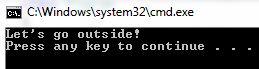 C:\Windows\system32\cmd.exe
Let's go outside!
Press any key to continue . . .